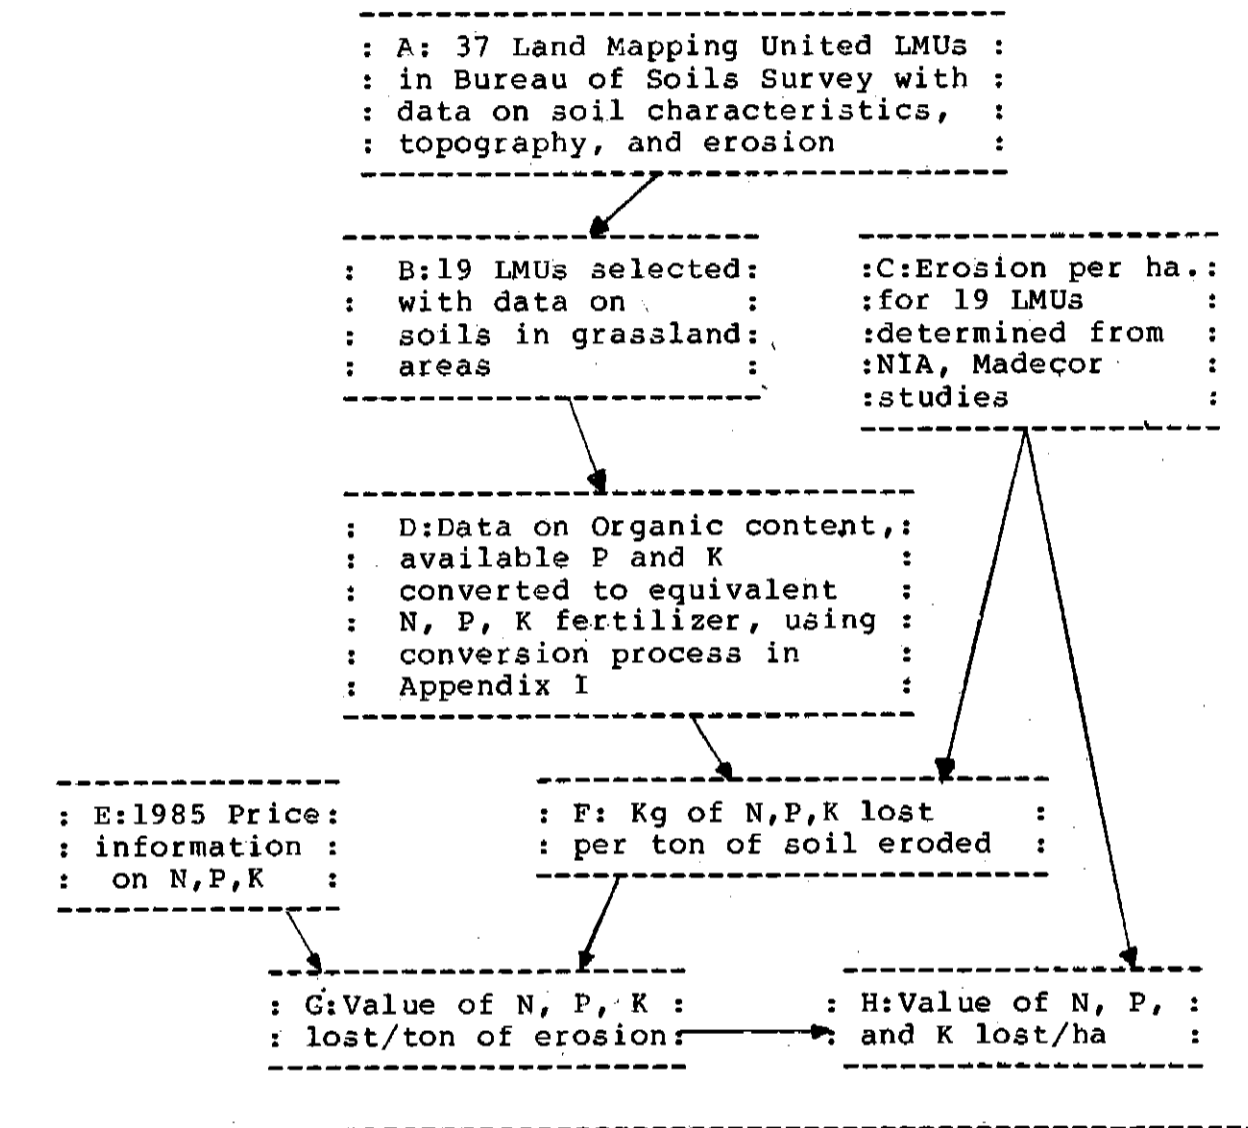 A: 37 Land Mapping United LMUs
in Bureau of Soils Survey with
data on soil characteristics,
topography, and erosion
B:19 LMUs selected
with data on
soils in grassland
areas
C:Erosion per ha.
for 19 LMUs
determined from
NIA, Madecor
studies
D:Data on Organic content,
available P and K
converted to equivalent
N, P, K fertilizer, using
conversion process in
Appendix I
E:1985 Price
information
on N,P,K
F: Kg of N,P,K lost
per ton of soil eroded
G:Value of N, P, K
lost/ton of erosion
H:Value of N, P,
and K lost/ha